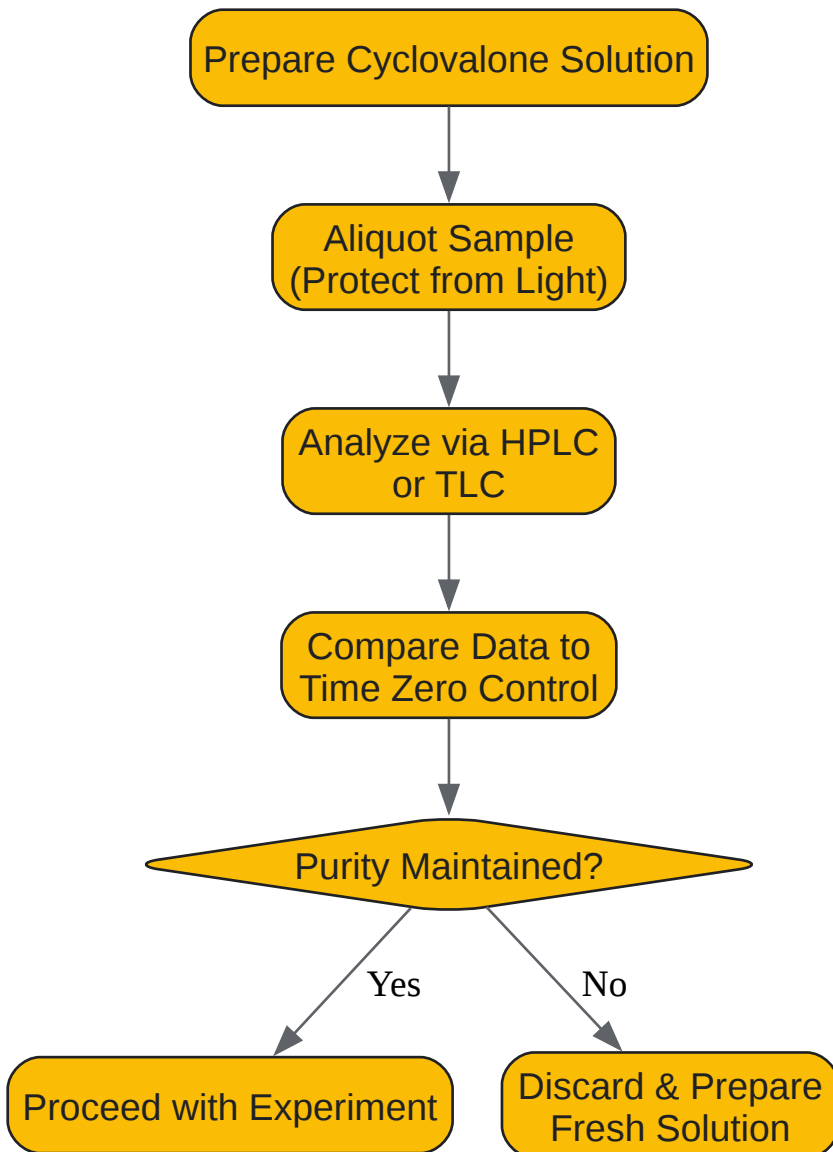 Prepare Cyclovalone Solution
Aliquot Sample
(Protect from Light)
Analyze via HPLC
or TLC
Compare Data to
Time Zero Control
Purity Maintained?
Yes
No
Proceed with Experiment
Discard & Prepare
Fresh Solution